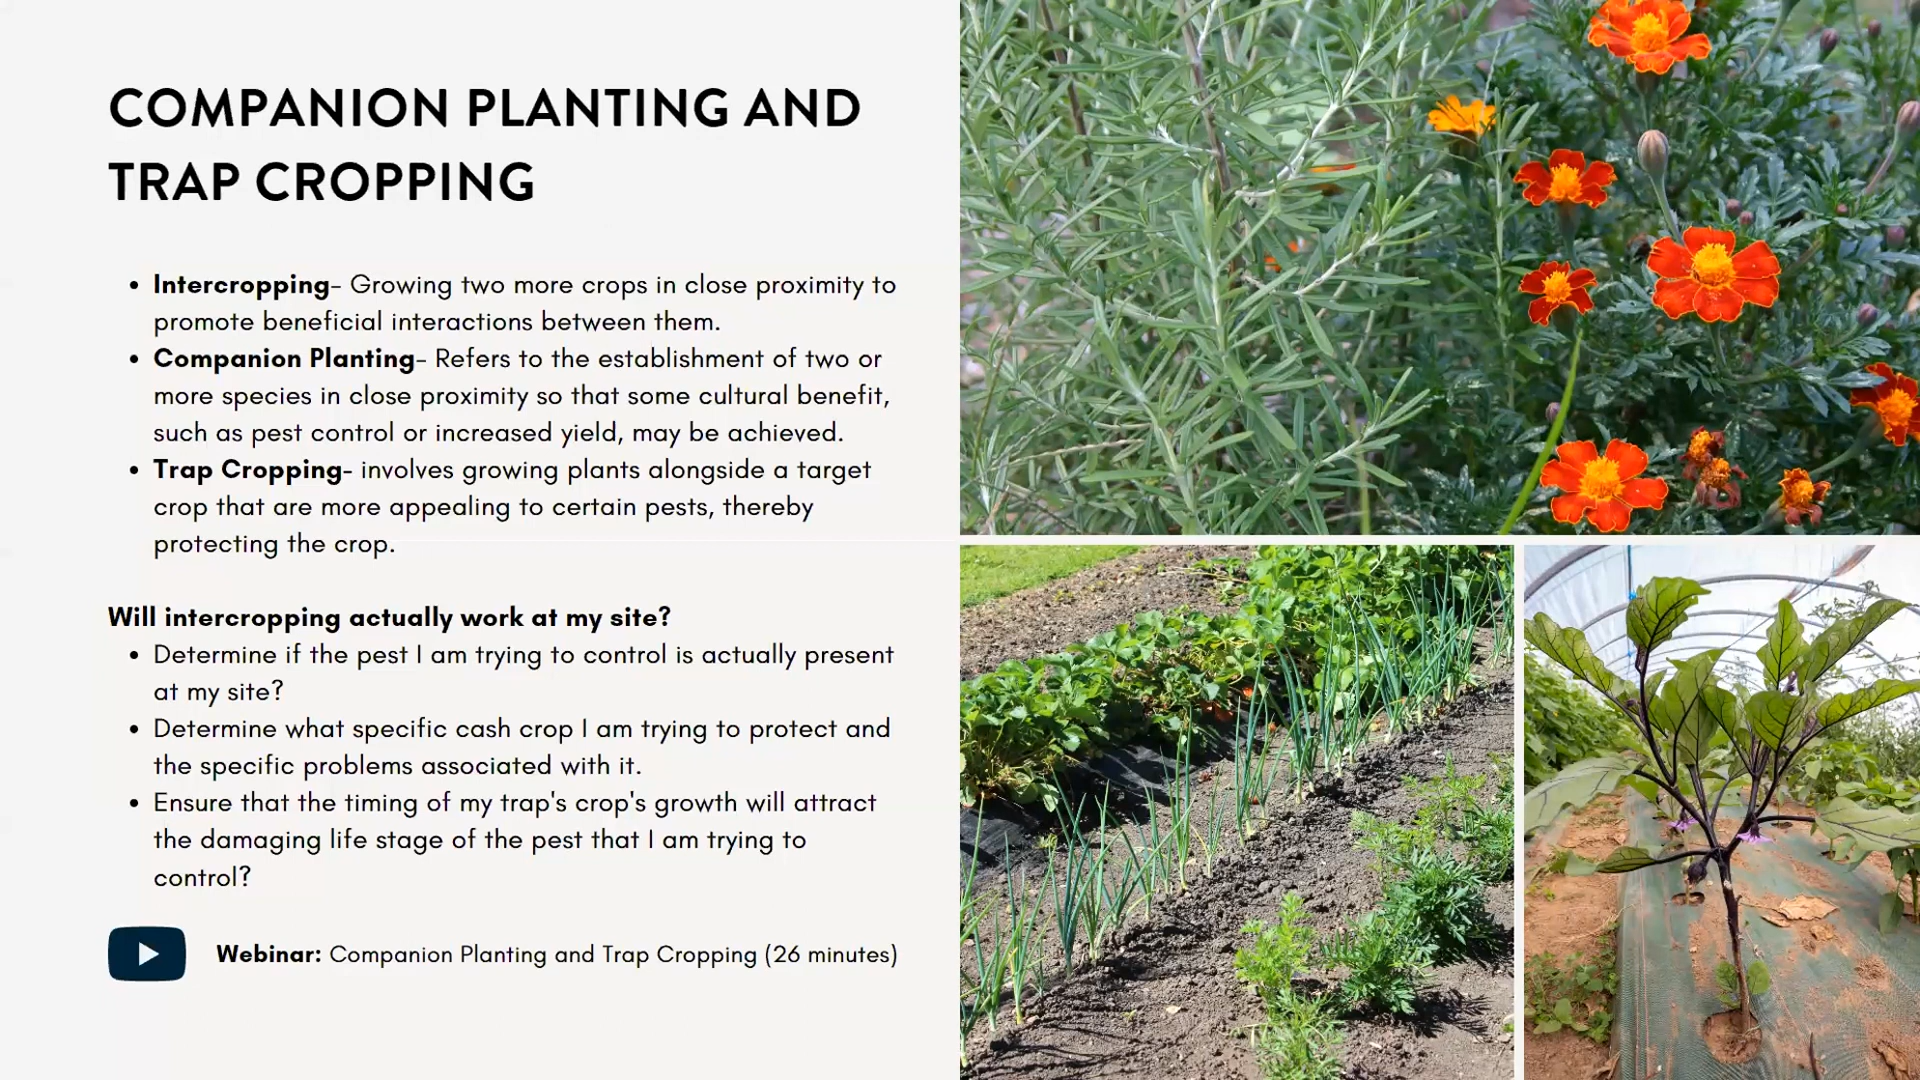 COMPANION PLANTING AND
TRAP CROPPING
• Intercropping- Growing two more crops in close proximity to
promote beneficial interactions between them.
• Companion Planting- Refers to the establishment of two or
more species in close proximity so that some cultural benefit,
such as pest control or increased yield, may be achieved.
• Trap Cropping- involves growing plants alongside a target
crop that are more appealing to certain pests, thereby
protecting the crop.
Will intercropping actually work at my site?
• Determine if the pest I am trying to control is actually present
at my site?
• Determine what specific cash crop I am trying to protect and
the specific problems associated with it.
• Ensure that the timing of my trap's crop's growth will attract
the damaging life stage of the pest that I am trying to
control?
Webinar: Companion Planting and Trap Cropping (26 minutes)